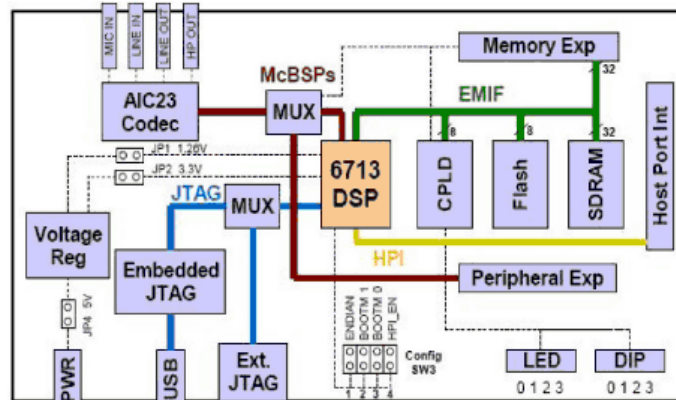 MIC IN
LINE IN
LINE OUT
HP OUT
Memory Exp
32
McBSPs
AIC23
Codec
MUX
EMIF
8
8
32
JP1 1.26V
JP2 3.3V
6713
DSP
CPLD
Flash
SDRAM
Host Port Int
JTAG
MUX
Voltage
Reg
Embedded
JTAG
HPI
Peripheral Exp
JP4 5V
ENDIAN
BOOTM 1
BOOTM 0
HPI_EN
Config
SW3
PWR
USB
Ext.
JTAG
1 2 3 4
LED
DIP
0 1 2 3
0 1 2 3